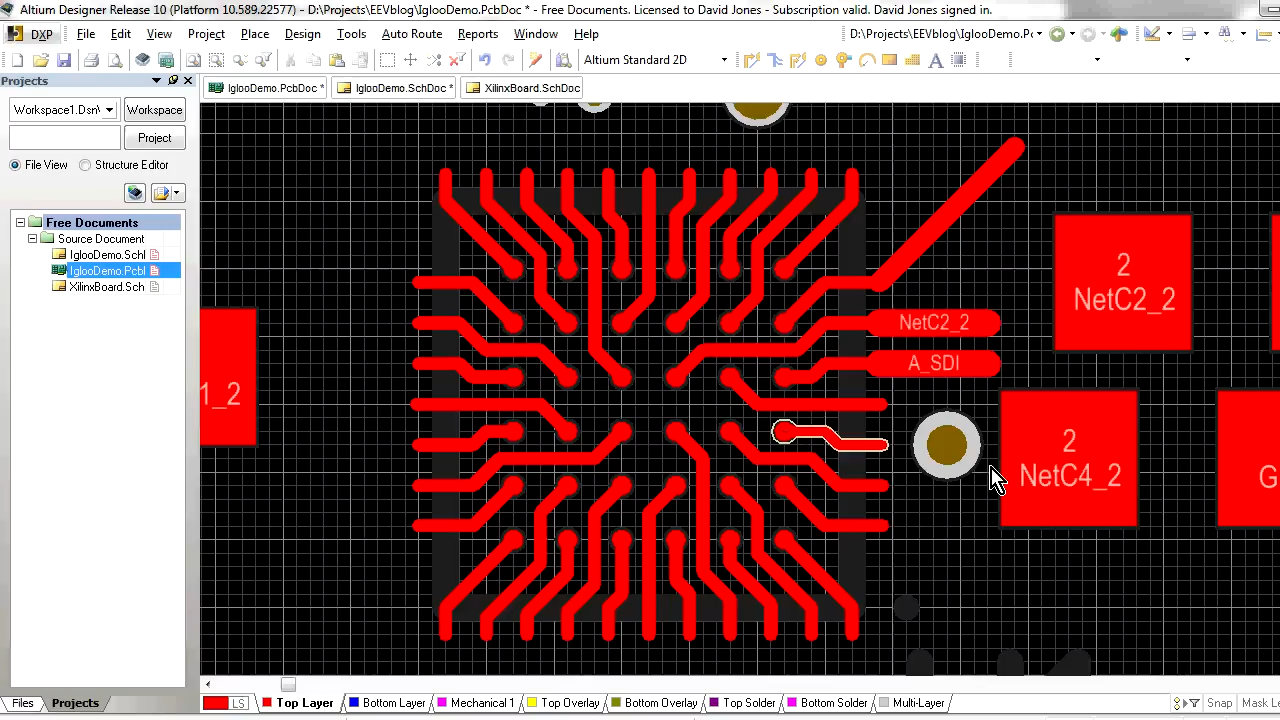 Altium Designer Release 10 (Platform 10.589.22577) - D:\Projects\EEVblog\IglooDemo.PcbDoc * - Free Documents. Licensed to David Jones - Subscription valid. David Jones signed in.
DXP File Edit View Project Place Design Tools Auto Route Reports Window Help D:\Projects\EEVblog\IglooDemo.Pc
Altium Standard 2D
Projects
IglooDemo.PcbDoc * IglooDemo.SchDoc * XilinxBoard.SchDoc
Workspace1.Dsn Workspace
Project
File View Structure Editor
Free Documents
Source Document
IglooDemo.Schl
IglooDemo.Pcbl
XilinxBoard.Sch
2
NetC2_2
NetC2_2
A_SDI
1_2
2
NetC4_2
G
LS Top Layer Bottom Layer Mechanical 1 Top Overlay Bottom Overlay Top Solder Bottom Solder Multi-Layer Snap Mask L
Files Projects